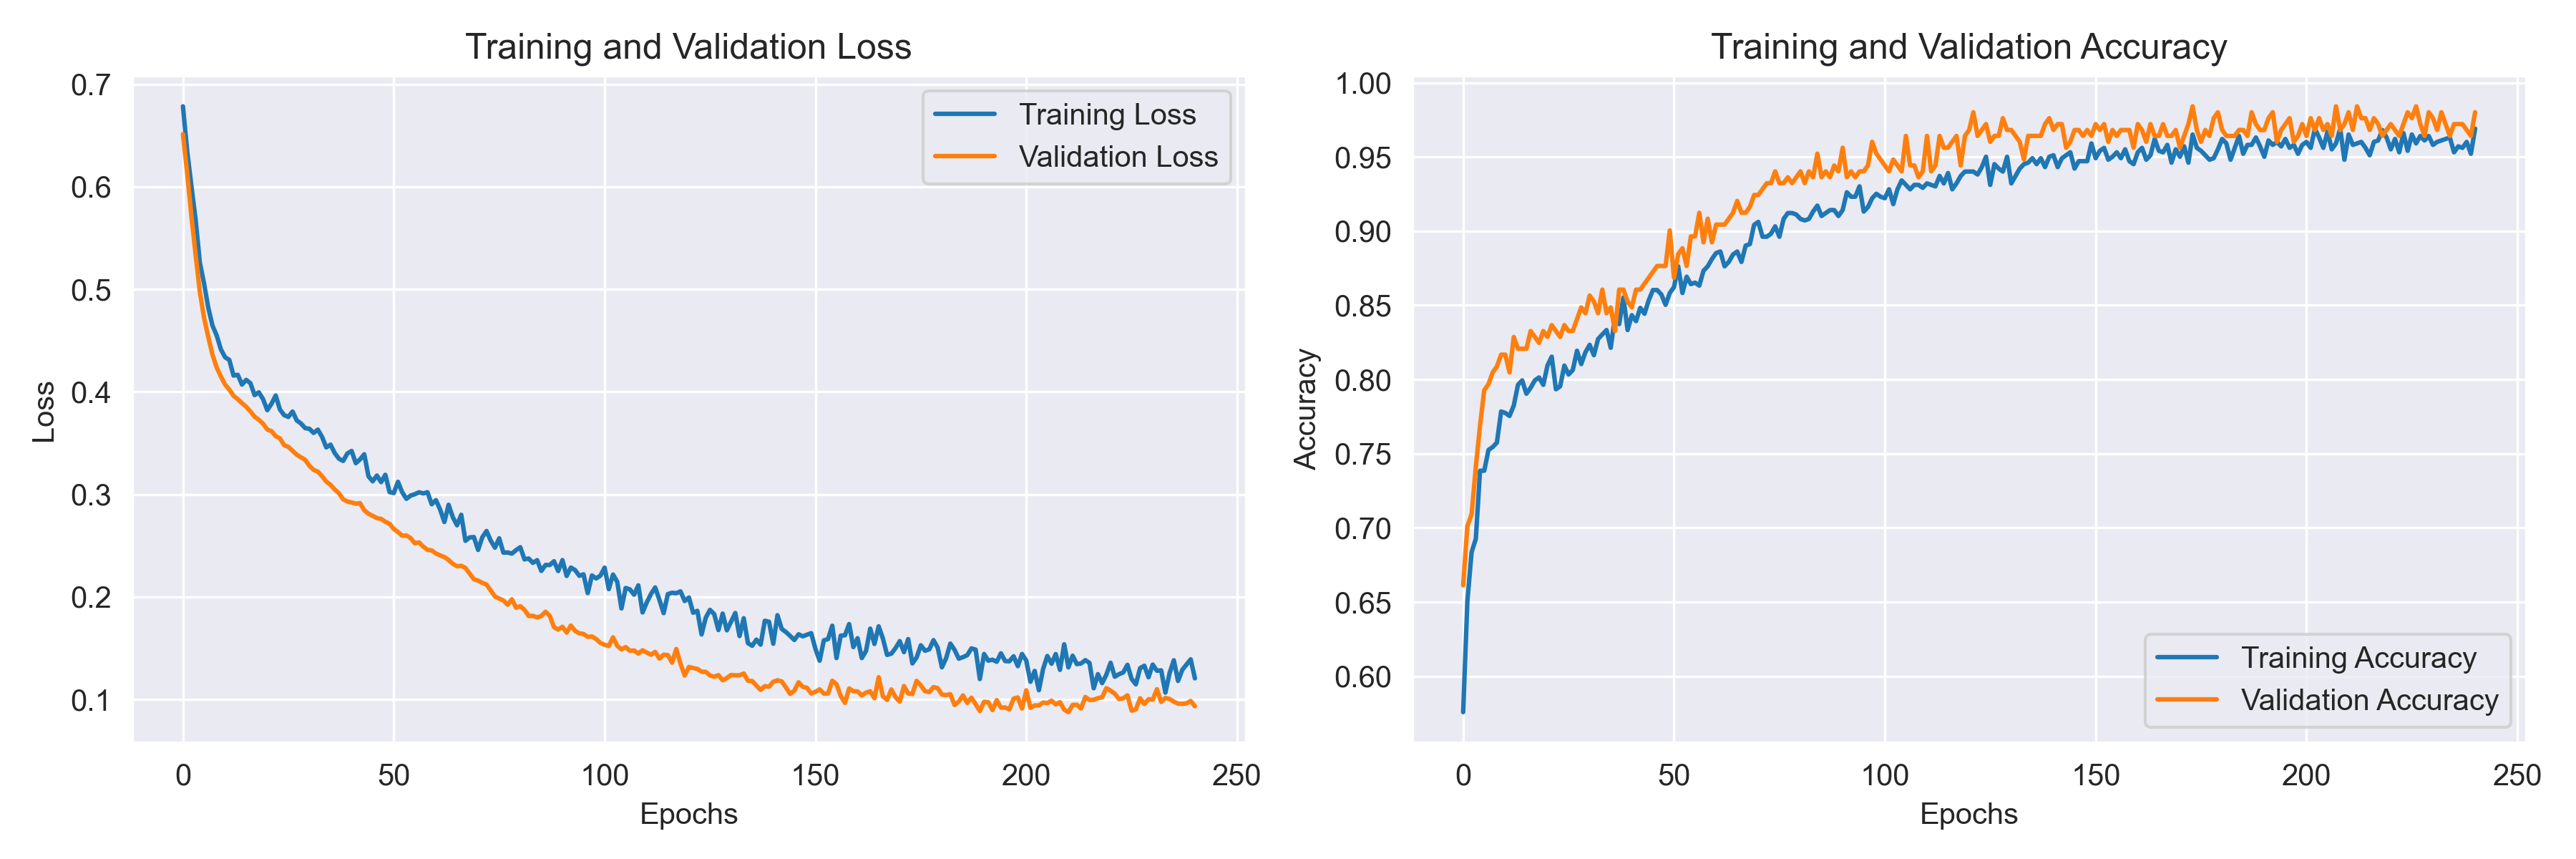 Training and Validation Loss
0.7
0.6
0.5
0.4
0.3
0.2
0.1
Loss
0
50
100
150
200
250
Epochs
Training Loss
Validation Loss
Training and Validation Accuracy
1.00
0.95
0.90
0.85
0.80
0.75
0.70
0.65
0.60
Accuracy
0
50
100
150
200
250
Epochs
Training Accuracy
Validation Accuracy